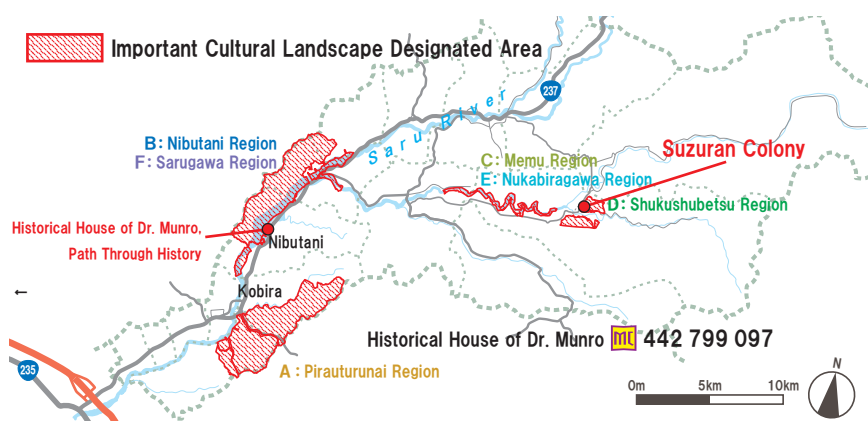 Important Cultural Landscape Designated Area
237
Saru River
B: Nibutani Region
F: Sarugawa Region
C: Memu Region
E: Nukabiragawa Region
Suzuran Colony
D: Shukushubetsu Region
Historical House of Dr. Munro,
Path Through History
Nibutani
←
Kobira
Historical House of Dr. Munro MC 442 799 097
235
A: Pirauturunai Region
0m 5km 10km
N